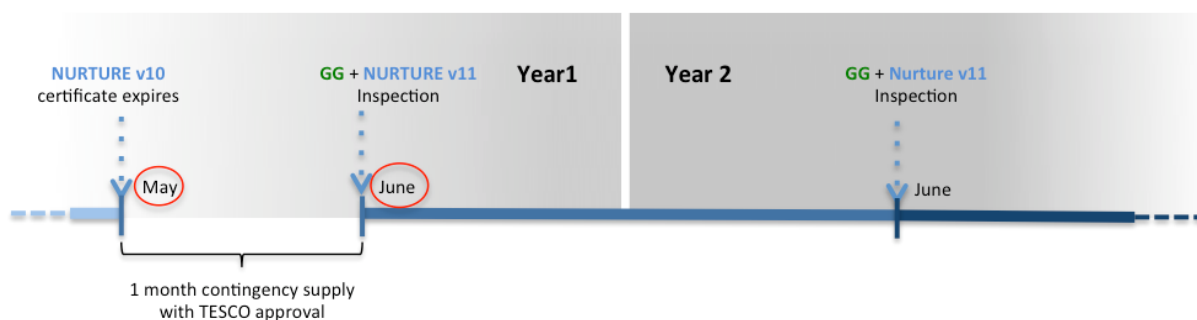 NURTURE v10
certificate expires
GG + NURTURE v11
Inspection
Year1
Year 2
GG + Nurture v11
Inspection
May
June
June
1 month contingency supply
with TESCO approval